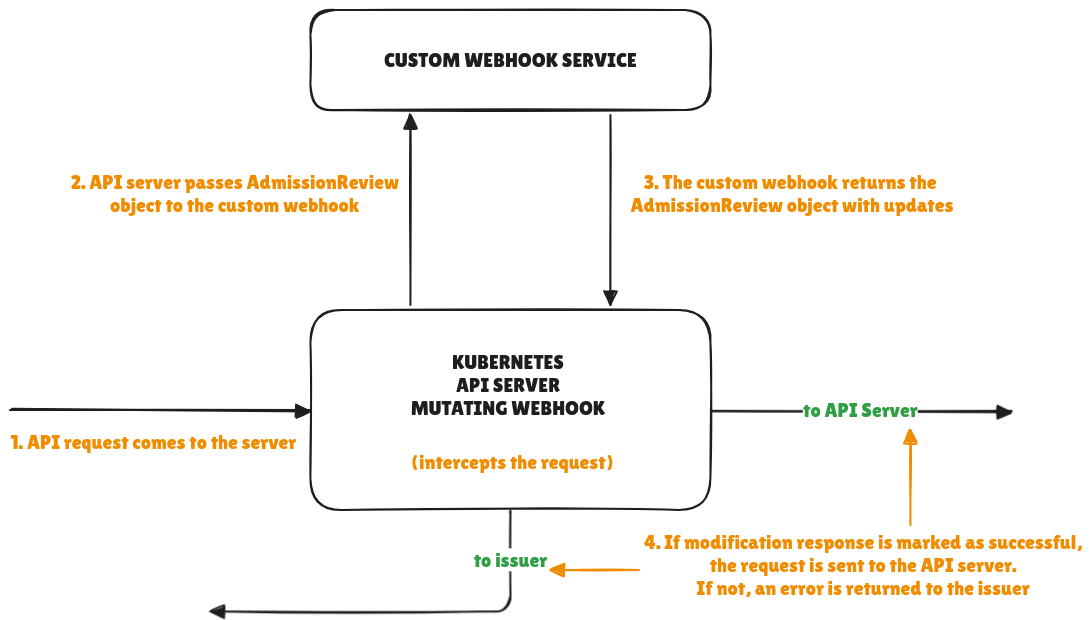 CUSTOM WEBHOOK SERVICE
2. API server passes AdmissionReview
object to the custom webhook
3. The custom webhook returns the
AdmissionReview object with updates
KUBERNETES
API SERVER
MUTATING WEBHOOK
(intercepts the request)
1. API request comes to the server
to API Server
to issuer
4. If modification response is marked as successful,
the request is sent to the API server.
If not, an error is returned to the issuer